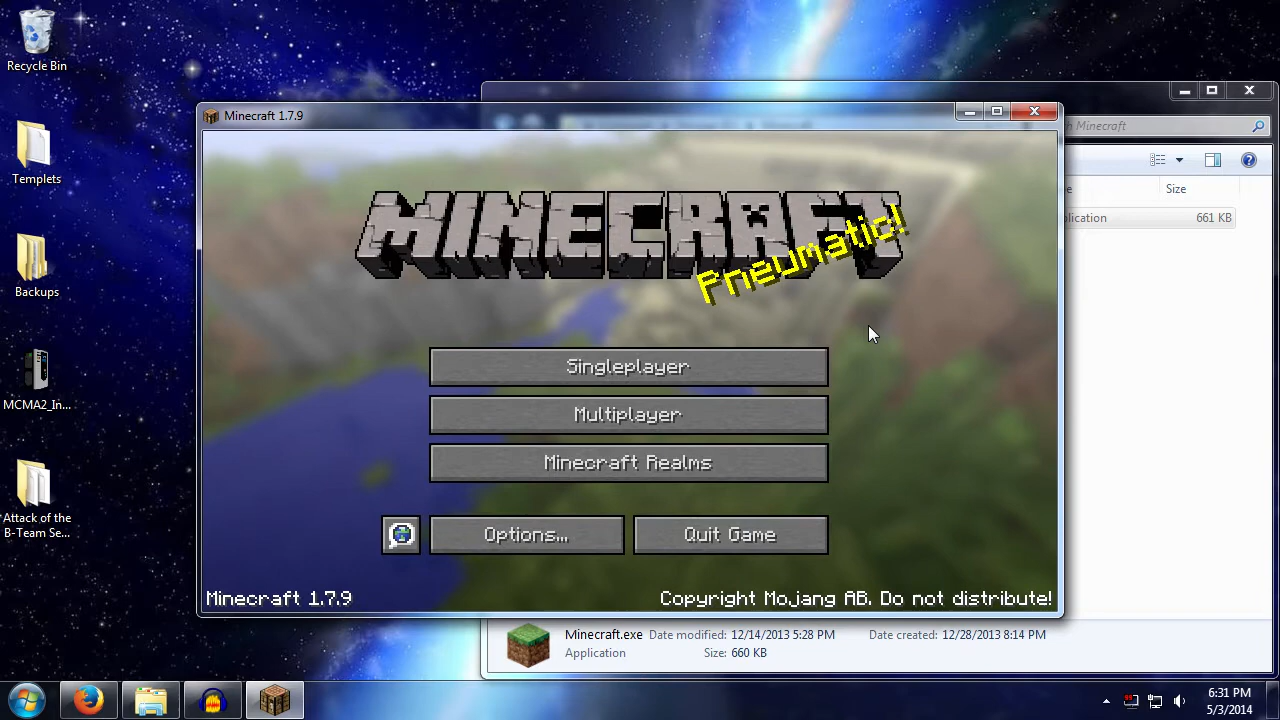 Recycle Bin
Templets
Backups
MCMA2_In...
Attack of the
B-Team Se...
Minecraft 1.7.9
MINECRAFT
Pneumatic!
Singleplayer
Multiplayer
Minecraft Realms
Options...
Quit Game
Minecraft 1.7.9
Copyright Mojang AB. Do not distribute!
Minecraft
Size
plication
661 KB
Minecraft.exe
Date modified: 12/14/2013 5:28 PM
Date created: 12/28/2013 8:14 PM
Application
Size: 660 KB
6:31 PM
5/3/2014